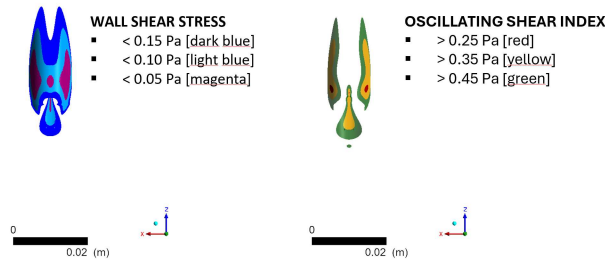 WALL SHEAR STRESS
▪ < 0.15 Pa [dark blue]
▪ < 0.10 Pa [light blue]
▪ < 0.05 Pa [magenta]
OSCILLATING SHEAR INDEX
▪ > 0.25 Pa [red]
▪ > 0.35 Pa [yellow]
▪ > 0.45 Pa [green]
0
0.02 (m)
z
x
0
0.02 (m)
z
x